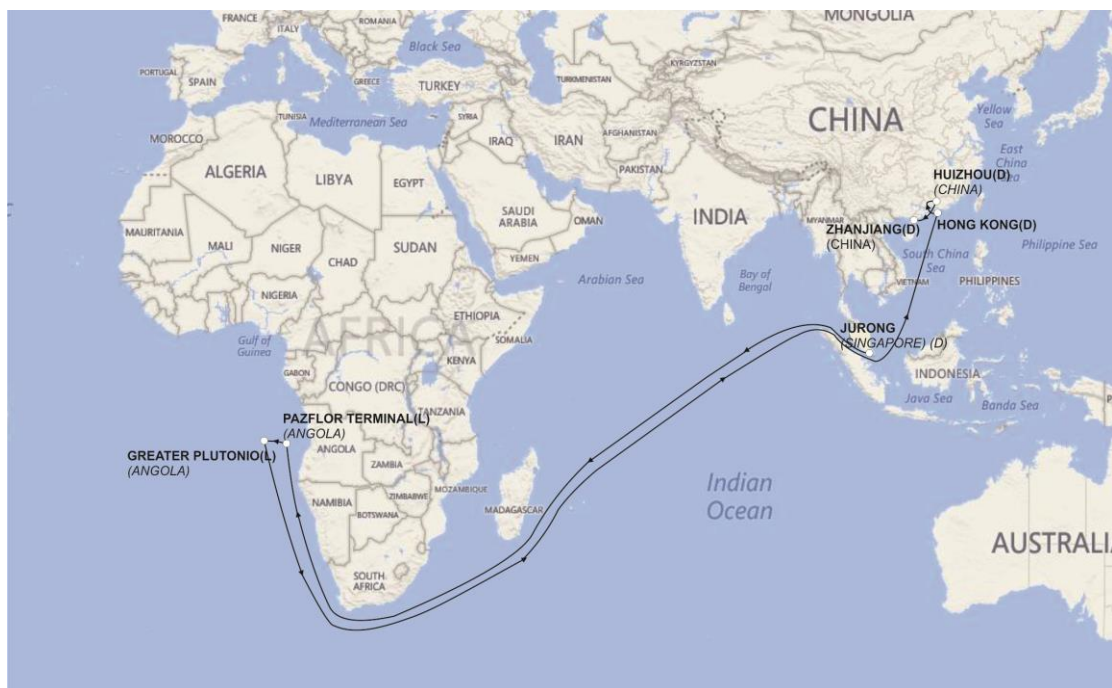 FRANCE
ITALY
ROMANIA
Black Sea
PORTUGAL
SPAIN
GREECE
TURKEY
TURKMENISTAN
KYRGYZSTAN
MONGOLIA
CHINA
Yellow
Sea
East
China
Sea
TUNISIA
Mediterranean Sea
SYRIA
MOROCCO
IRAQ
IRAN
AFGHANISTAN
PAKISTAN
ALGERIA
LIBYA
EGYPT
SAUDI
ARABIA
OMAN
INDIA
MYANMAR
HUIZHOU(D)
(CHINA)
ZHANJIANG(D)
(CHINA)
HONG KONG(D)
MAURITANIA
MALI
NIGER
CHAD
SUDAN
YEMEN
Arabian Sea
Bay of
Bengal
South China
Sea
VIETNAM
PHILIPPINES
Philippine Sea
NIGERIA
ETHIOPIA
SOMALIA
AFRICA
Gulf of
Guinea
GABON
KENYA
CONGO (DRC)
TANZANIA
JURONG
(SINGAPORE) (D)
INDONESIA
Java Sea
Banda Sea
PAZFLOR TERMINAL(L)
(ANGOLA)
GREATER PLUTONIO(L)
(ANGOLA)
ANGOLA
ZAMBIA
NAMIBIA
ZIMBABWE
BOTSWANA
MOZAMBIQUE
MADAGASCAR
Indian
Ocean
SOUTH
AFRICA
AUSTRALI